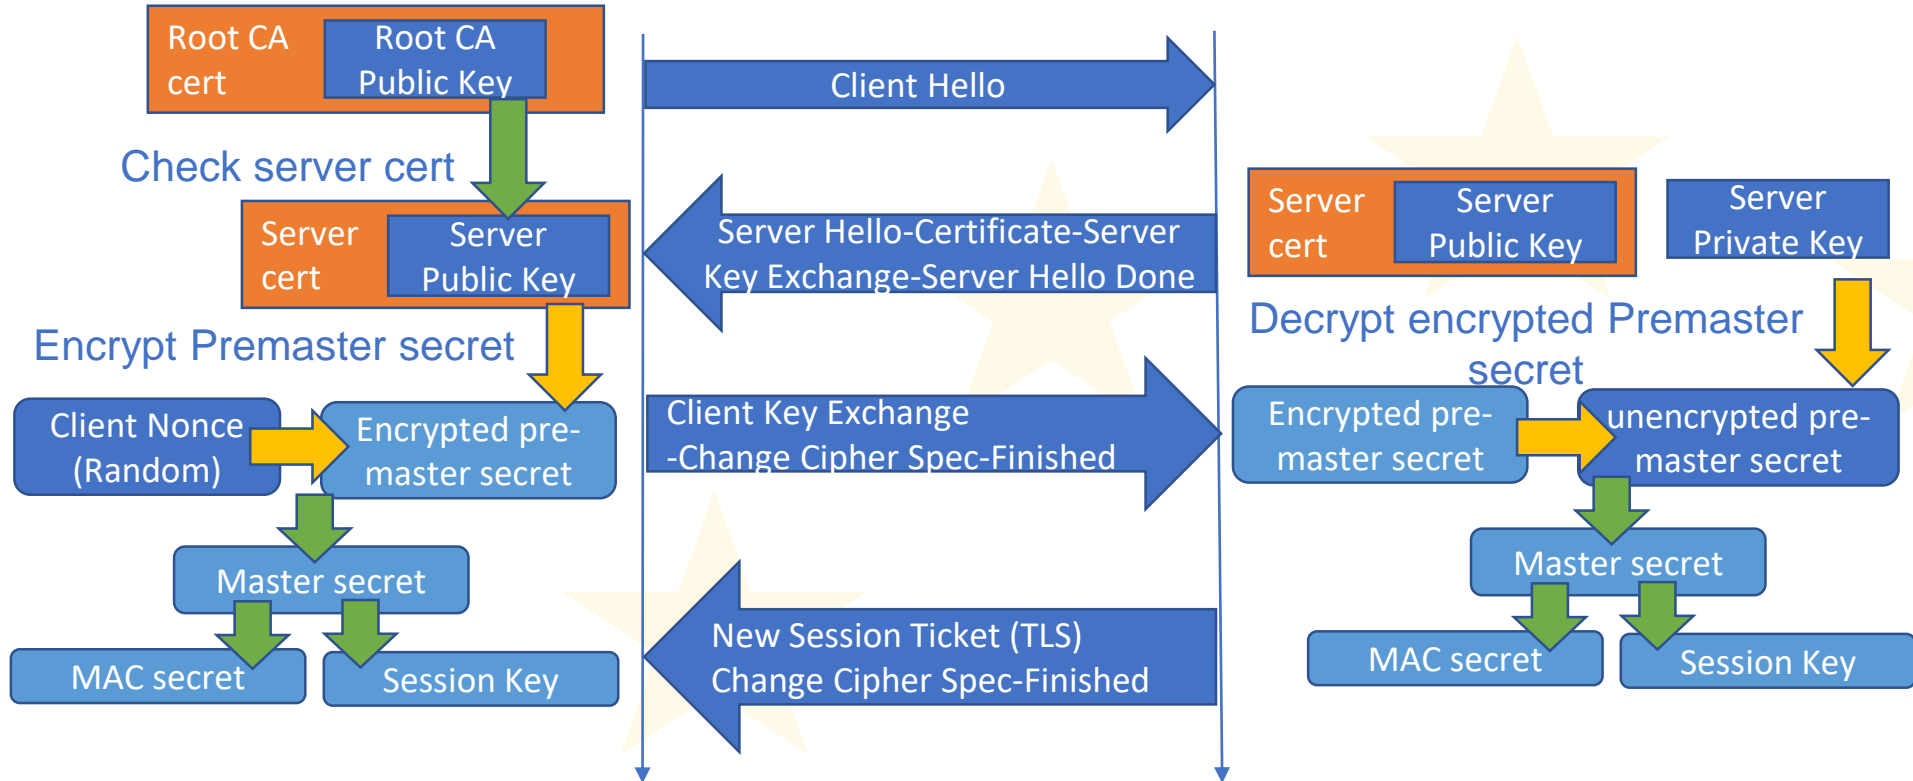 Root CA
cert
Root CA
Public Key
Check server cert
Server
cert
Server
Public Key
Encrypt Premaster secret
Client Nonce
(Random)
Encrypted pre-
master secret
Master secret
MAC secret
Session Key
Client Hello
Server Hello-Certificate-Server
Key Exchange-Server Hello Done
Client Key Exchange
-Change Cipher Spec-Finished
New Session Ticket (TLS)
Change Cipher Spec-Finished
Server
cert
Server
Public Key
Server
Private Key
Decrypt encrypted Premaster
secret
Encrypted pre-
master secret
unencrypted pre-
master secret
Master secret
MAC secret
Session Key